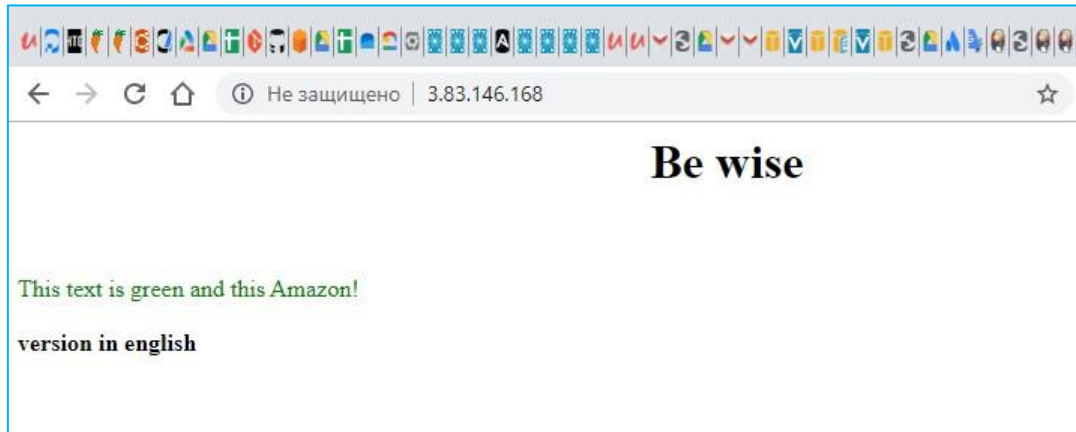 Не защищено | 3.83.146.168
Be wise
This text is green and this Amazon!
version in english